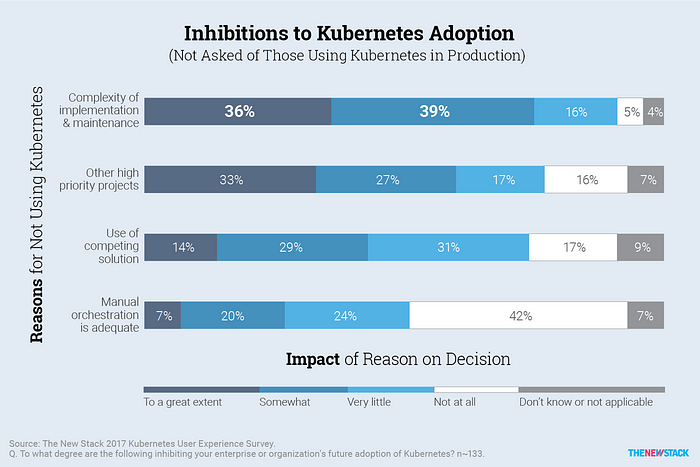 Inhibitions to Kubernetes Adoption
(Not Asked of Those Using Kubernetes in Production)
Reasons for Not Using Kubernetes
Complexity of
implementation
& maintenance
36% 39% 16% 5% 4%
Other high
priority projects
33% 27% 17% 16% 7%
Use of
competing
solution
14% 29% 31% 17% 9%
Manual
orchestration
is adequate
7% 20% 24% 42% 7%
Impact of Reason on Decision
To a great extent Somewhat Very little Not at all Don't know or not applicable
Source: The New Stack 2017 Kubernetes User Experience Survey.
Q. To what degree are the following inhibiting your enterprise or organization's future adoption of Kubernetes? n~133.
THENEWSTACK